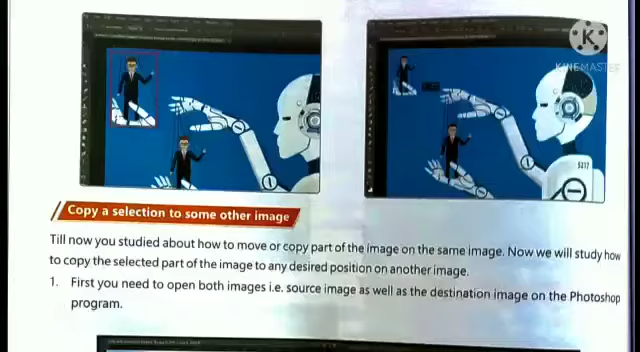 KINEMASTER
5217
Copy a selection to some other image
Till now you studied about how to move or copy part of the image on the same image. Now we will study how
to copy the selected part of the image to any desired position on another image.
1. First you need to open both images i.e. source image as well as the destination image on the Photoshop
program.